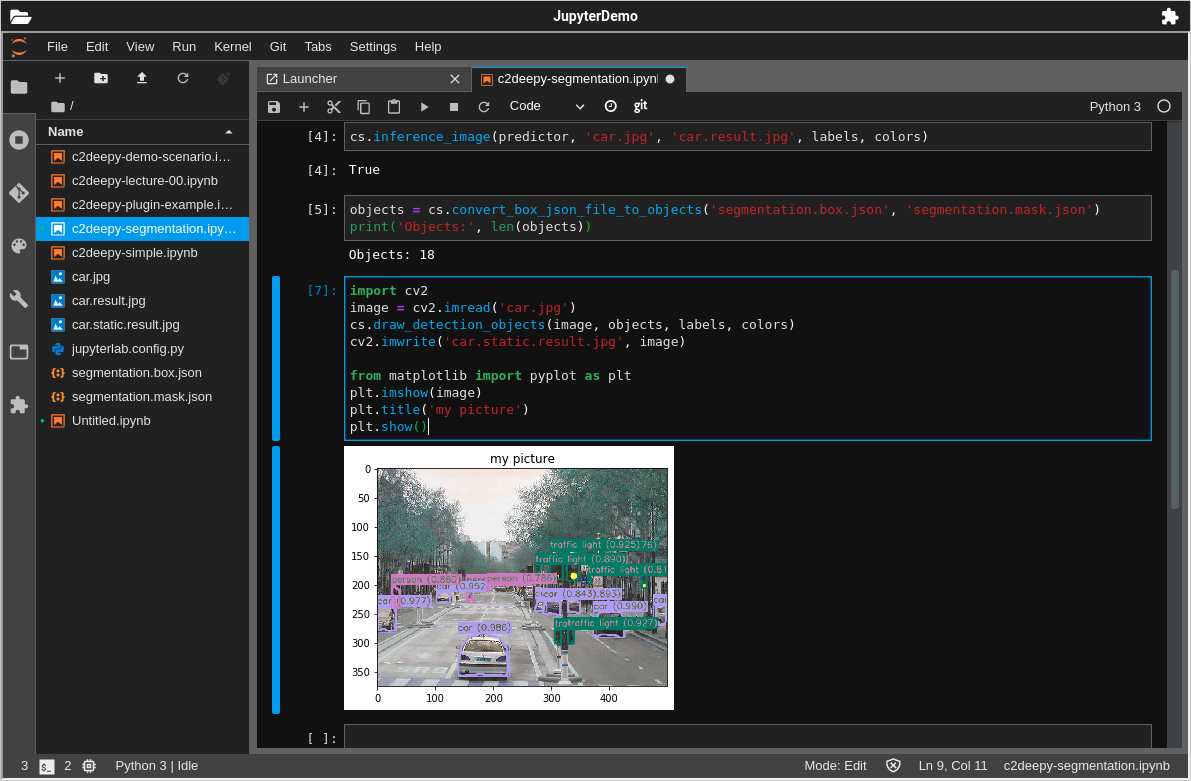 JupyterDemo
File Edit View Run Kernel Git Tabs Settings Help
Launcher
c2deepy-segmentation.ipyn
Code
git
Python 3
/
Name
c2deepy-demo-scenario.i…
c2deepy-lecture-00.ipynb
c2deepy-plugin-example.i…
c2deepy-segmentation.ipy…
c2deepy-simple.ipynb
car.jpg
car.result.jpg
car.static.result.jpg
jupyterlab.config.py
segmentation.box.json
segmentation.mask.json
Untitled.ipynb
[4]: cs.inference_image(predictor, 'car.jpg', 'car.result.jpg', labels, colors)
[4]: True
[5]: objects = cs.convert_box_json_file_to_objects('segmentation.box.json', 'segmentation.mask.json')
print('Objects:', len(objects))
Objects: 18
[7]: import cv2
image = cv2.imread('car.jpg')
cs.draw_detection_objects(image, objects, labels, colors)
cv2.imwrite('car.static.result.jpg', image)
from matplotlib import pyplot as plt
plt.imshow(image)
plt.title('my picture')
plt.show()
my picture
0
50
100
150
200
250
300
350
traffic light (0.925)76)
traffic light (0.890)
traffic light (0.81
person (0.860)
person (0.786)
car (0.952
car (0.977)
car (0.843).893)
car (0.990)
traffic light (0.927)
car (0.986)
0 100 200 300 400
[ ]:
3 $_ 2 Python 3 | Idle
Mode: Edit Ln 9, Col 11 c2deepy-segmentation.ipynb